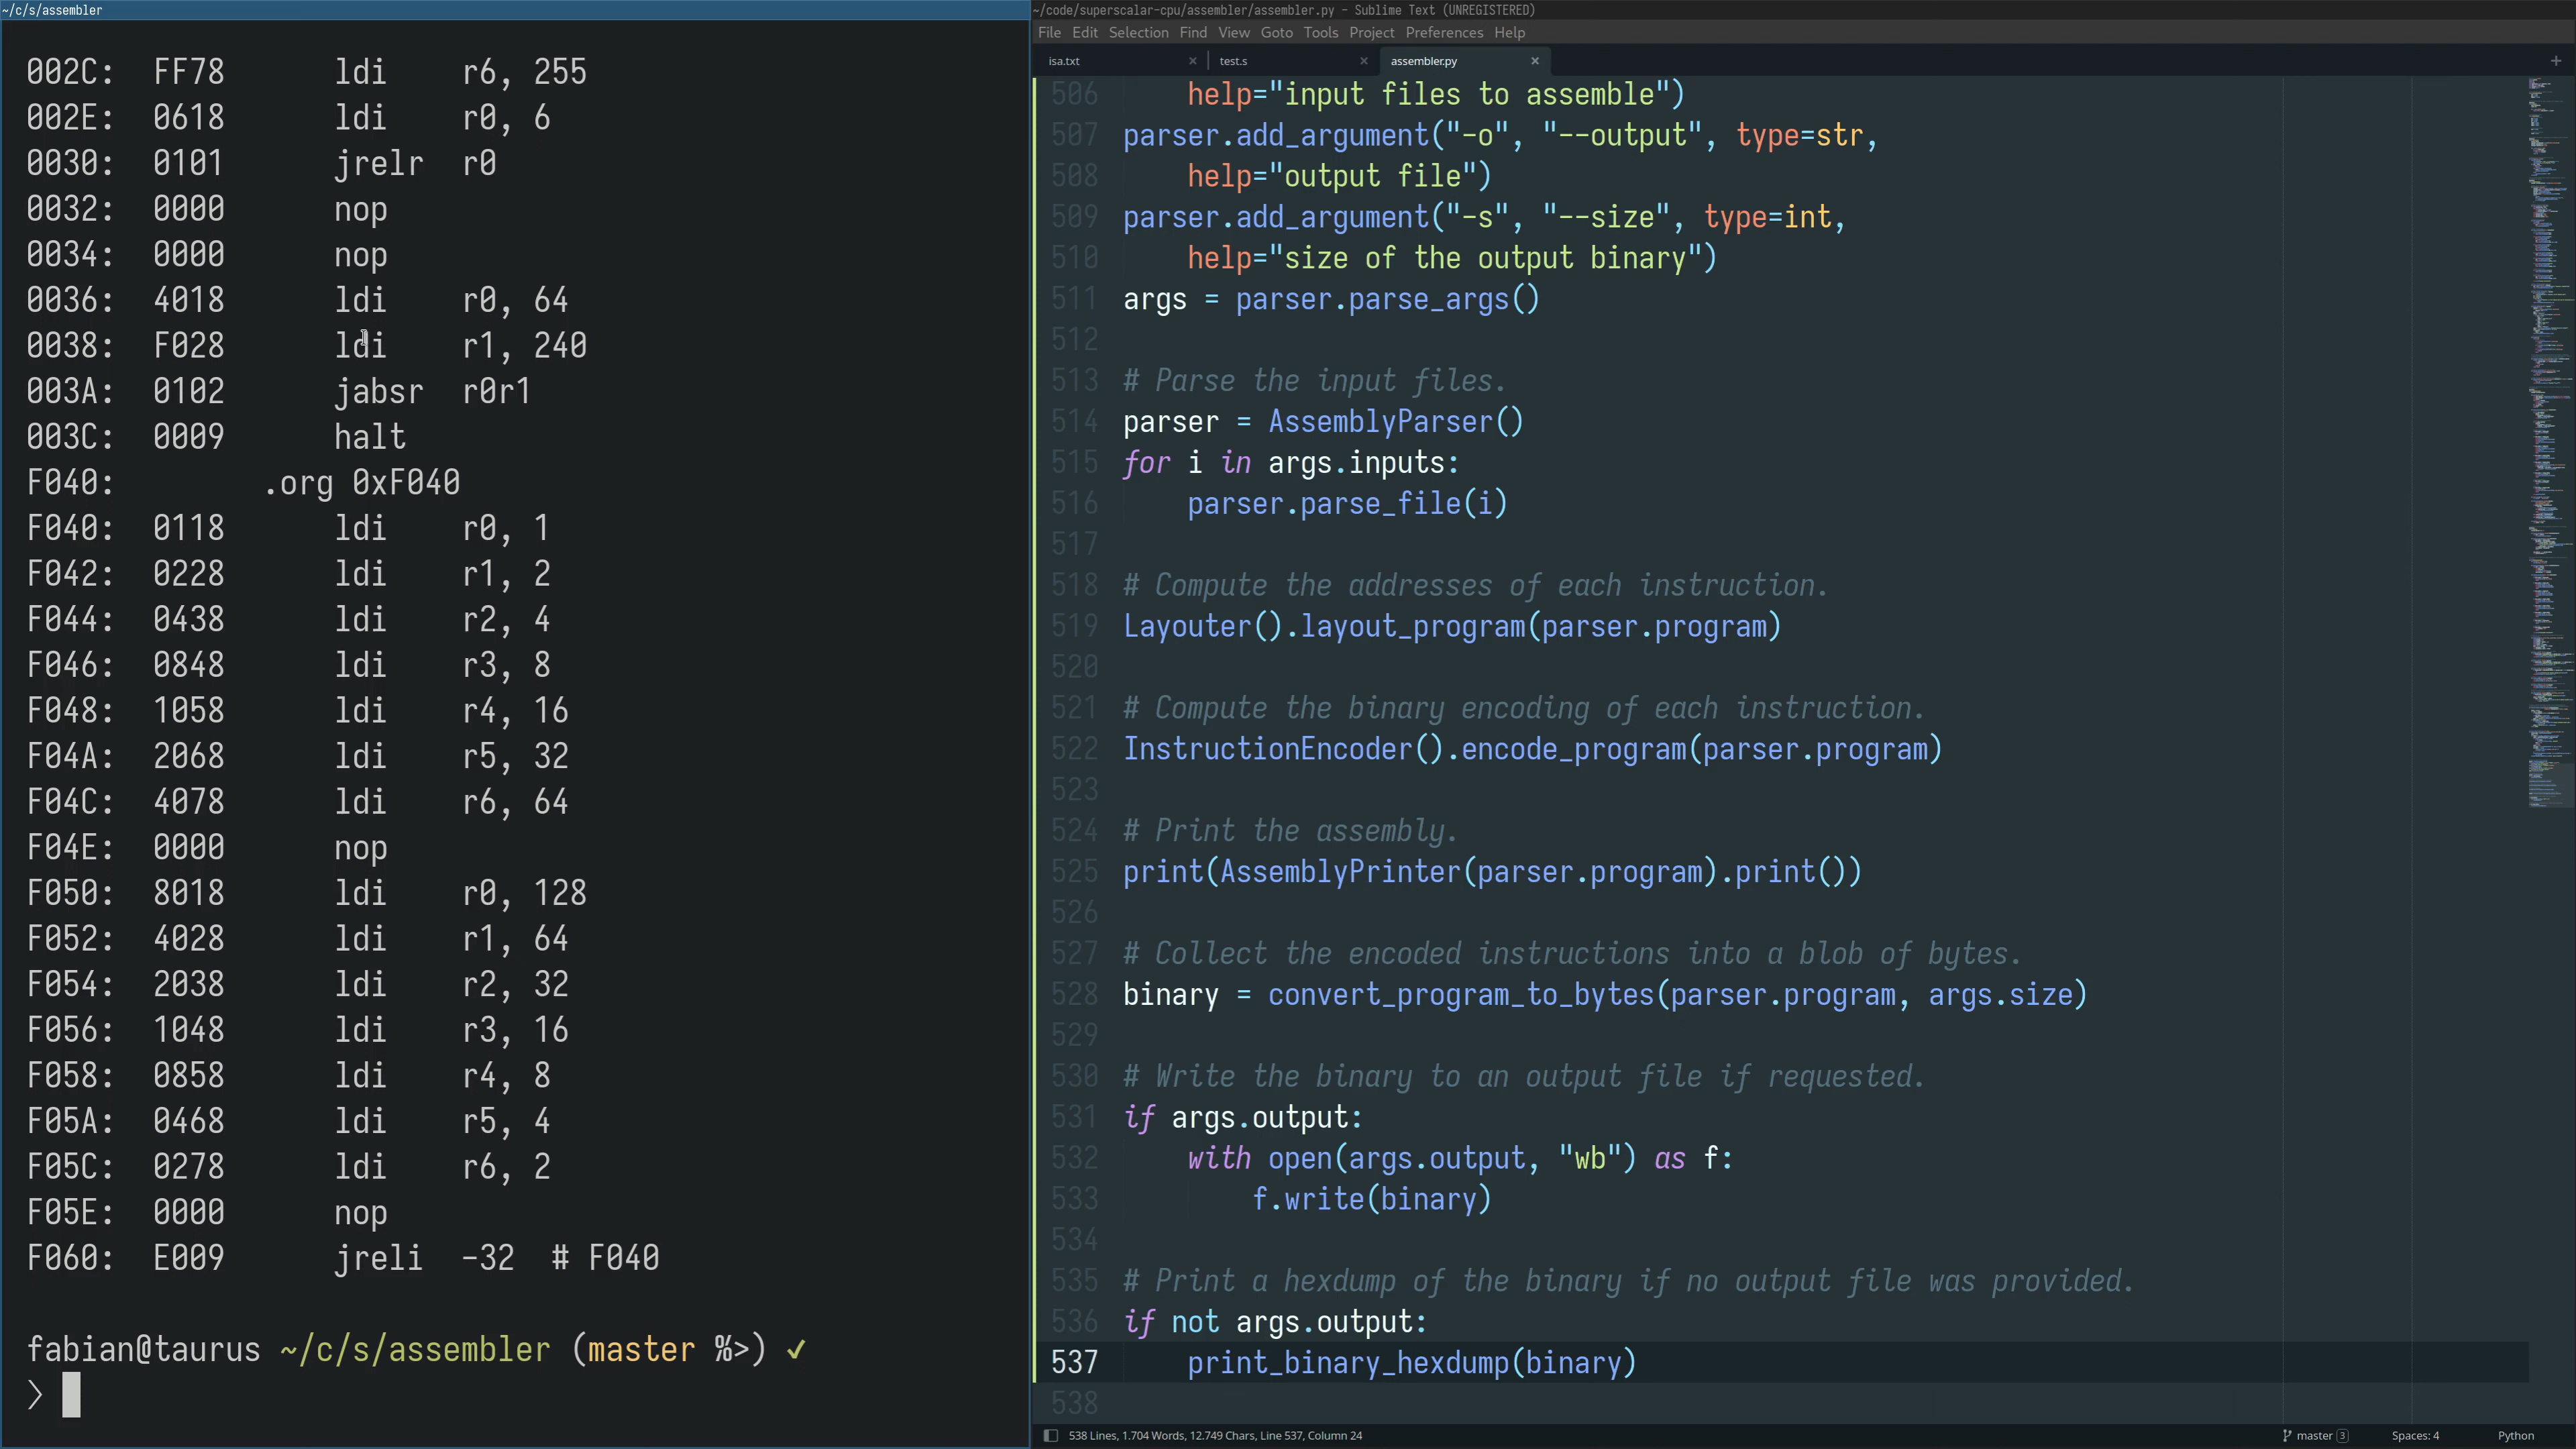 ~/c/s/assembler
002C: FF78 ldi r6, 255
002E: 0618 ldi r0, 6
0030: 0101 jrelr r0
0032: 0000 nop
0034: 0000 nop
0036: 4018 ldi r0, 64
0038: F028 ldi r1, 240
003A: 0102 jabsr r0r1
003C: 0009 halt
F040: .org 0xF040
F040: 0118 ldi r0, 1
F042: 0228 ldi r1, 2
F044: 0438 ldi r2, 4
F046: 0848 ldi r3, 8
F048: 1058 ldi r4, 16
F04A: 2068 ldi r5, 32
F04C: 4078 ldi r6, 64
F04E: 0000 nop
F050: 8018 ldi r0, 128
F052: 4028 ldi r1, 64
F054: 2038 ldi r2, 32
F056: 1048 ldi r3, 16
F058: 0858 ldi r4, 8
F05A: 0468 ldi r5, 4
F05C: 0278 ldi r6, 2
F05E: 0000 nop
F060: E009 jreli -32 # F040
fabian@taurus ~/c/s/assembler (master %>) ✓
>
~/code/superscalar-cpu/assembler/assembler.py - Sublime Text (UNREGISTERED)
File Edit Selection Find View Goto Tools Project Preferences Help
isa.txt × test.s × assembler.py × +
506 help="input files to assemble")
507 parser.add_argument("-o", "--output", type=str,
508 help="output file")
509 parser.add_argument("-s", "--size", type=int,
510 help="size of the output binary")
511 args = parser.parse_args()
512
513 # Parse the input files.
514 parser = AssemblyParser()
515 for i in args.inputs:
516 parser.parse_file(i)
517
518 # Compute the addresses of each instruction.
519 Layouter().layout_program(parser.program)
520
521 # Compute the binary encoding of each instruction.
522 InstructionEncoder().encode_program(parser.program)
523
524 # Print the assembly.
525 print(AssemblyPrinter(parser.program).print())
526
527 # Collect the encoded instructions into a blob of bytes.
528 binary = convert_program_to_bytes(parser.program, args.size)
529
530 # Write the binary to an output file if requested.
531 if args.output:
532 with open(args.output, "wb") as f:
533 f.write(binary)
534
535 # Print a hexdump of the binary if no output file was provided.
536 if not args.output:
537 print_binary_hexdump(binary)
538
538 Lines, 1.704 Words, 12.749 Chars, Line 537, Column 24 master 3 Spaces: 4 Python